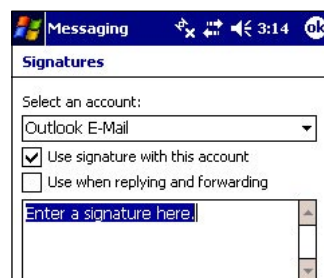 Messaging 3:14 ok
Signatures
Select an account:
Outlook E-Mail
Use signature with this account
Use when replying and forwarding
Enter a signature here.